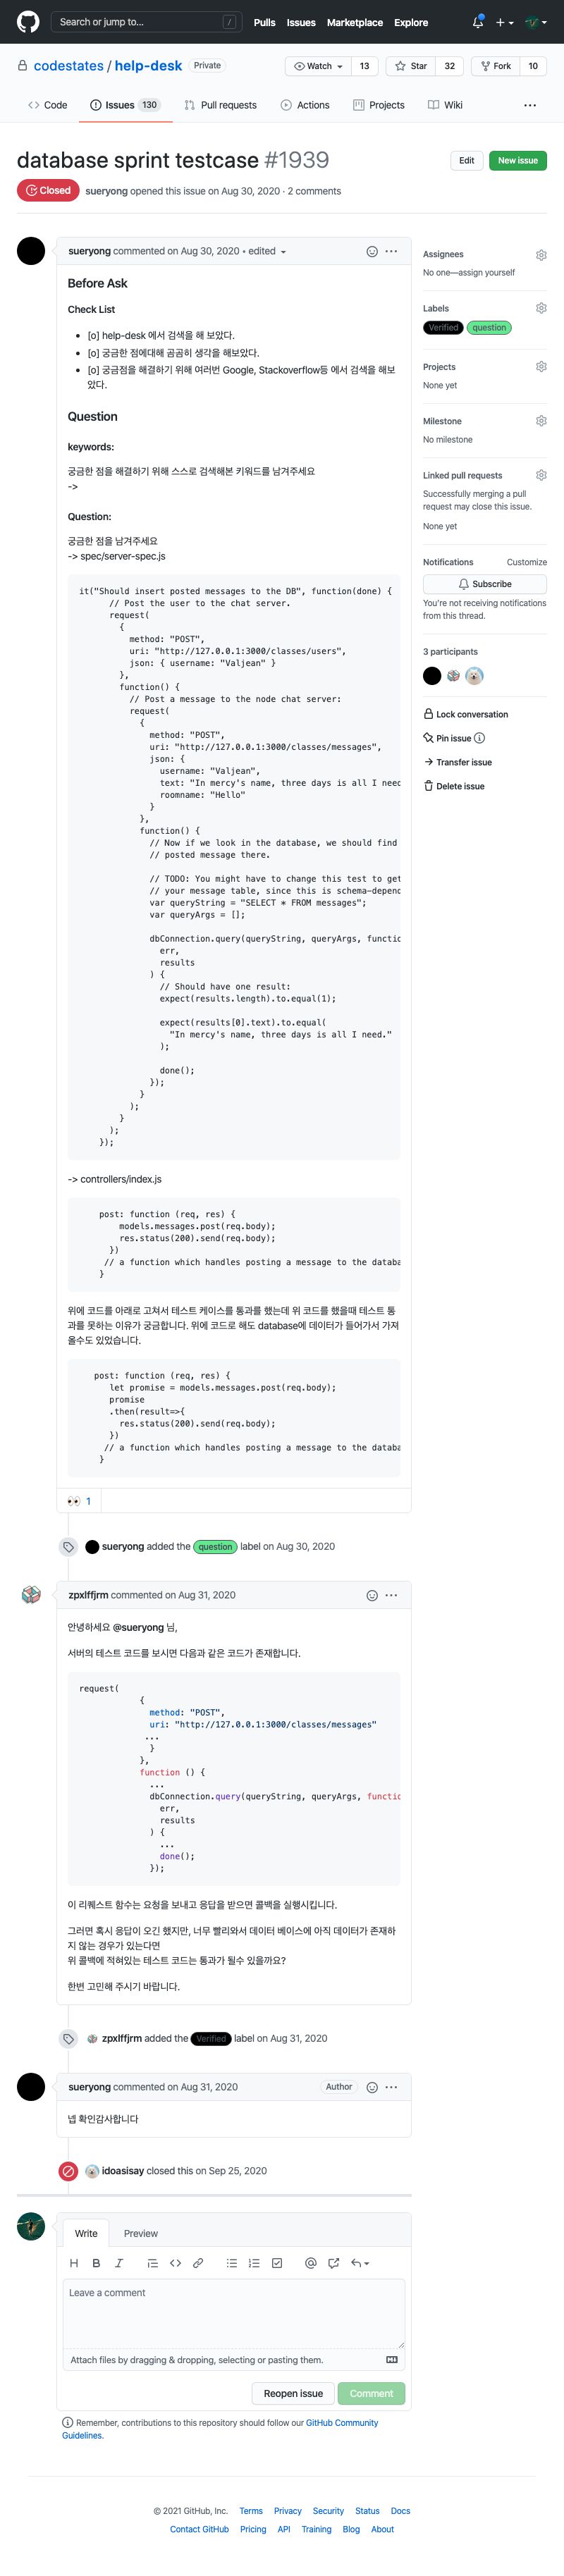 Search or jump to... /
Pulls Issues Marketplace Explore
codestates / help-desk Private
Watch 13 Star 32 Fork 10
Code Issues 130 Pull requests Actions Projects Wiki
database sprint testcase #1939
Edit New issue
Closed sueryong opened this issue on Aug 30, 2020 · 2 comments
sueryong commented on Aug 30, 2020 • edited
Before Ask
Check List
• [o] help-desk 에서 검색을 해 보았다.
• [o] 궁금한 점에대해 곰곰히 생각을 해보았다.
• [o] 궁금점을 해결하기 위해 여러번 Google, Stackoverflow등 에서 검색을 해보
았다.
Question
keywords:
궁금한 점을 해결하기 위해 스스로 검색해본 키워드를 남겨주세요
->
Question:
궁금한 점을 남겨주세요
-> spec/server-spec.js
it("Should insert posted messages to the DB", function(done) {
// Post the user to the chat server.
request(
{
method: "POST",
uri: "http://127.0.0.1:3000/classes/users",
json: { username: "Valjean" }
},
function() {
// Post a message to the node chat server:
request(
{
method: "POST",
uri: "http://127.0.0.1:3000/classes/messages",
json: {
username: "Valjean",
text: "In mercy's name, three days is all I need
roomname: "Hello"
}
},
function() {
// Now if we look in the database, we should find
// posted message there.
// TODO: You might have to change this test to get
// your message table, since this is schema-depend
var queryString = "SELECT * FROM messages";
var queryArgs = [];
dbConnection.query(queryString, queryArgs, functio
err,
results
) {
// Should have one result:
expect(results.length).to.equal(1);
expect(results[0].text).to.equal(
"In mercy's name, three days is all I need."
);
done();
});
}
);
}
);
});
-> controllers/index.js
post: function (req, res) {
models.messages.post(req.body);
res.status(200).send(req.body);
})
// a function which handles posting a message to the databa
}
위에 코드를 아래로 고쳐서 테스트 케이스를 통과를 했는데 위 코드를 했을때 테스트 통
과를 못하는 이유가 궁금합니다. 위에 코드로 해도 database에 데이터가 들어가서 가져
올수도 있었습니다.
post: function (req, res) {
let promise = models.messages.post(req.body);
promise
.then(result=>{
res.status(200).send(req.body);
})
// a function which handles posting a message to the databa
}
👀 1
sueryong added the question label on Aug 30, 2020
zpxlffjrm commented on Aug 31, 2020
안녕하세요 @sueryong 님,
서버의 테스트 코드를 보시면 다음과 같은 코드가 존재합니다.
request(
{
method: "POST",
uri: "http://127.0.0.1:3000/classes/messages"
...
}
},
function () {
...
dbConnection.query(queryString, queryArgs, functio
err,
results
) {
...
done();
});
이 리퀘스트 함수는 요청을 보내고 응답을 받으면 콜백을 실행시킵니다.
그러면 혹시 응답이 오긴 했지만, 너무 빨리와서 데이터 베이스에 아직 데이터가 존재하
지 않는 경우가 있는다면
위 콜백에 적혀있는 테스트 코드는 통과가 될수 있을까요?
한번 고민해 주시기 바랍니다.
zpxlffjrm added the Verified label on Aug 31, 2020
sueryong commented on Aug 31, 2020 Author
넵 확인감사합니다
idoasisay closed this on Sep 25, 2020
Write Preview
Leave a comment
Attach files by dragging & dropping, selecting or pasting them.
Reopen issue Comment
Remember, contributions to this repository should follow our GitHub Community
Guidelines.
Assignees
No one—assign yourself
Labels
Verified question
Projects
None yet
Milestone
No milestone
Linked pull requests
Successfully merging a pull
request may close this issue.
None yet
Notifications Customize
Subscribe
You're not receiving notifications
from this thread.
3 participants
Lock conversation
Pin issue
Transfer issue
Delete issue
© 2021 GitHub, Inc. Terms Privacy Security Status Docs
Contact GitHub Pricing API Training Blog About